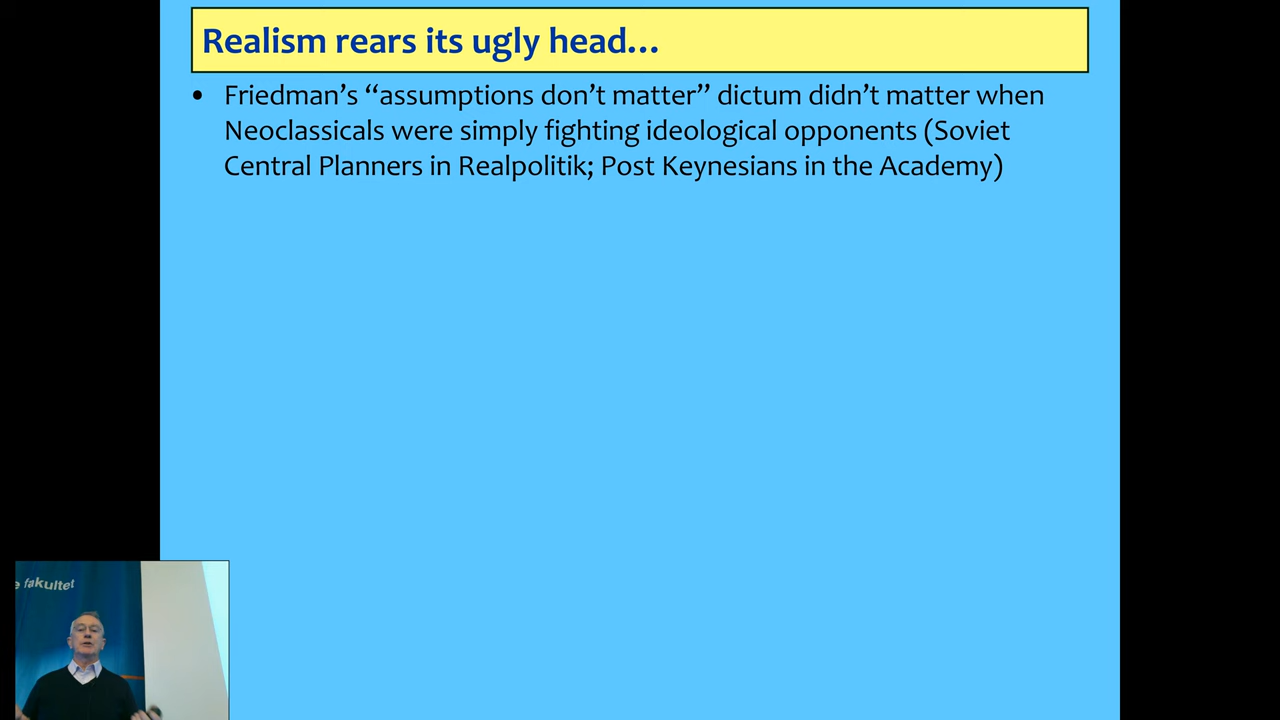 Realism rears its ugly head…
• Friedman’s “assumptions don’t matter” dictum didn’t matter when
Neoclassicals were simply fighting ideological opponents (Soviet
Central Planners in Realpolitik; Post Keynesians in the Academy)
e fakultet